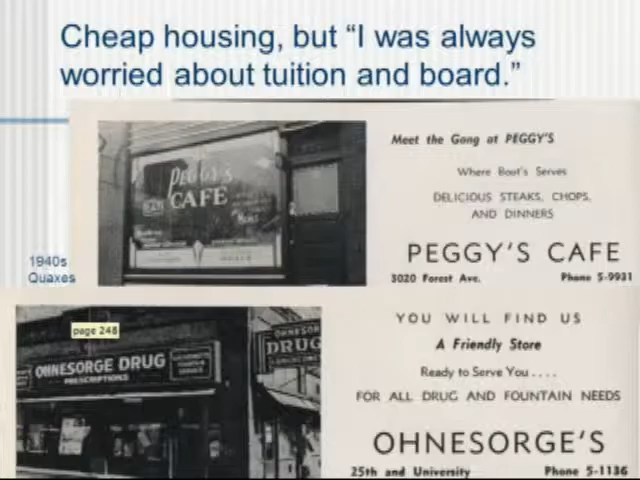 Cheap housing, but “I was always
worried about tuition and board.”
Peggy's
CAFE
Meet the Gang at PEGGY'S
Where Boot's Serves
DELICIOUS STEAKS, CHOPS,
AND DINNERS
PEGGY'S CAFE
3020 Forest Ave. Phone 5-9931
1940s
Quaxes
page 248
OHNESORGE DRUG
PRESCRIPTIONS
OHNESORGE
DRUG
YOU WILL FIND US
A Friendly Store
Ready to Serve You ....
FOR ALL DRUG AND FOUNTAIN NEEDS
OHNESORGE'S
25th and University Phone 5-1136